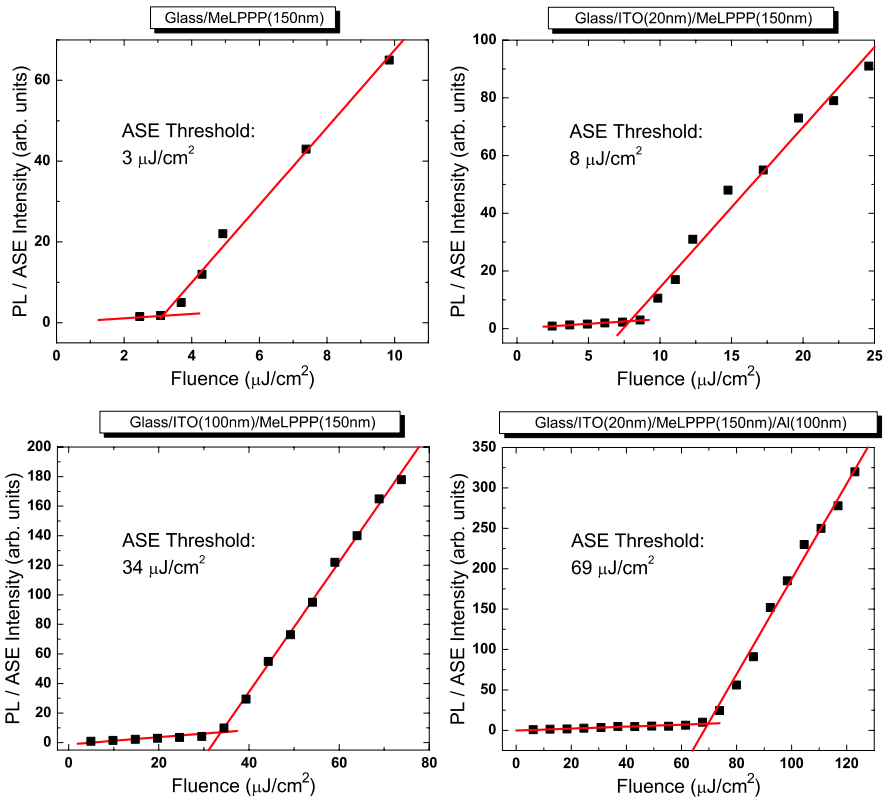 Glass/MeLPPP(150nm)
PL / ASE Intensity (arb. units)
60
40
20
0
ASE Threshold:
3 μJ/cm²
0 2 4 6 8 10
Fluence (μJ/cm²)
Glass/ITO(20nm)/MeLPPP(150nm)
PL / ASE Intensity (arb. units)
100
80
60
40
20
0
ASE Threshold:
8 μJ/cm²
0 5 10 15 20 25
Fluence (μJ/cm²)
Glass/ITO(100nm)/MeLPPP(150nm)
PL / ASE Intensity (arb. units)
200
180
160
140
120
100
80
60
40
20
0
ASE Threshold:
34 μJ/cm²
0 20 40 60 80
Fluence (μJ/cm²)
Glass/ITO(20nm)/MeLPPP(150nm)/Al(100nm)
PL / ASE Intensity (arb. units)
350
300
250
200
150
100
50
0
ASE Threshold:
69 μJ/cm²
0 20 40 60 80 100 120
Fluence (μJ/cm²)